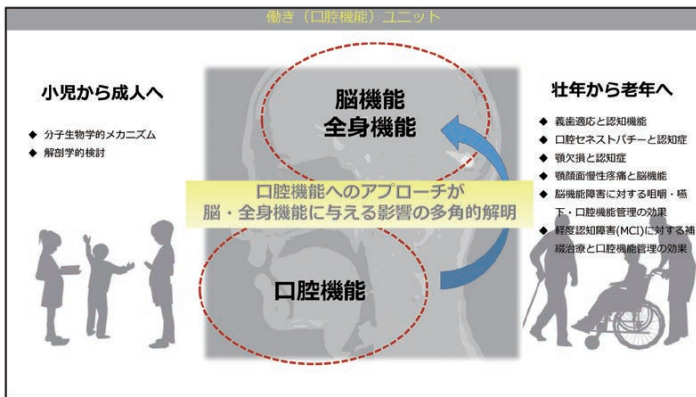 働き（口腔機能）ユニット
小児から成人へ
◆ 分子生物学的メカニズム
◆ 解剖学的検討
脳機能
全身機能
口腔機能へのアプローチが
脳・全身機能に与える影響の多角的解明
口腔機能
壮年から老年へ
◆ 義歯適応と認知機能
◆ 口腔セネストパチーと認知症
◆ 顎欠損と認知症
◆ 顎顔面慢性疼痛と脳機能
◆ 脳機能障害に対する咀嚼・嚥
下・口腔機能管理の効果
◆ 軽度認知障害(MCI)に対する補
綴治療と口腔機能管理の効果